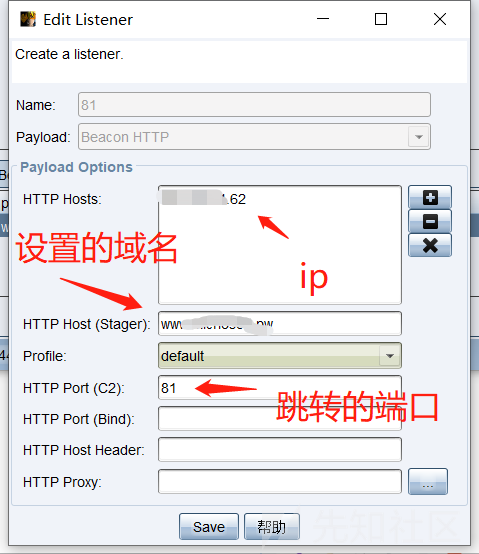 Edit Listener
Create a listener.
Name: 81
Payload: Beacon HTTP
Payload Options
HTTP Hosts: .62
设置的域名
ip
HTTP Host (Stager): www. .pw
Profile: default
HTTP Port (C2): 81
跳转的端口
HTTP Port (Bind):
HTTP Host Header:
HTTP Proxy: ...
Save 帮助
先知社区